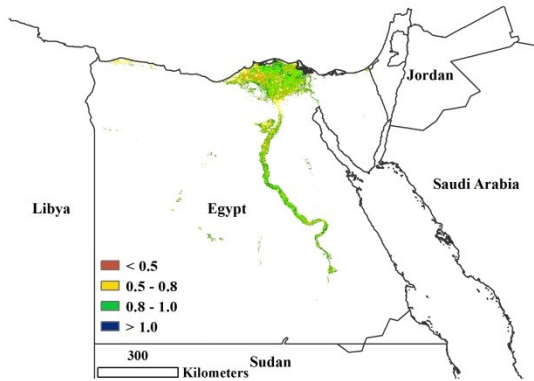 Jordan
Saudi Arabia
Libya
Egypt
< 0.5
0.5 - 0.8
0.8 - 1.0
> 1.0
300
Kilometers
Sudan